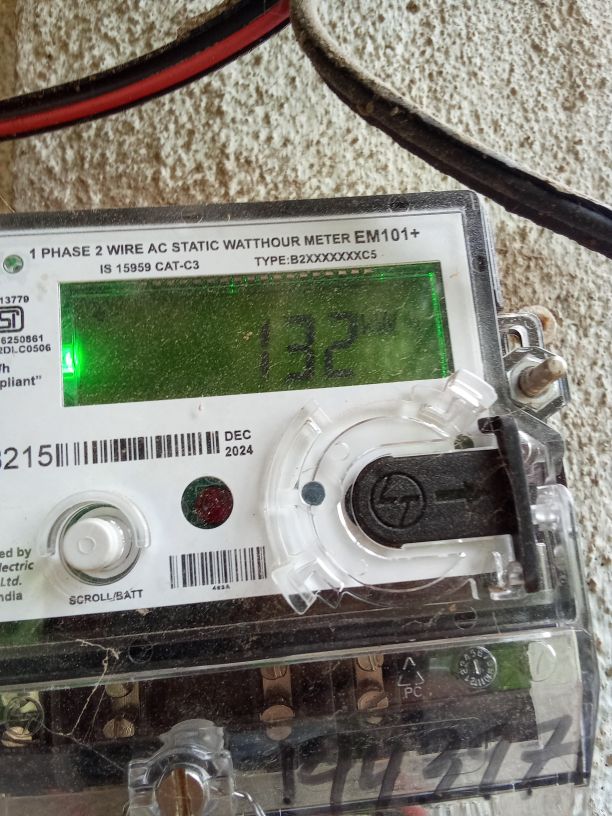 1 PHASE 2 WIRE AC STATIC WATTHOUR METER EM101+
IS 15959 CAT-C3 TYPE:B2XXXXXXXC5
13779
6250861
132
kWh
pliant"
3215
DEC
2024
SCROLL/BATT
ed by
lectric
Ltd.
ndia
PC